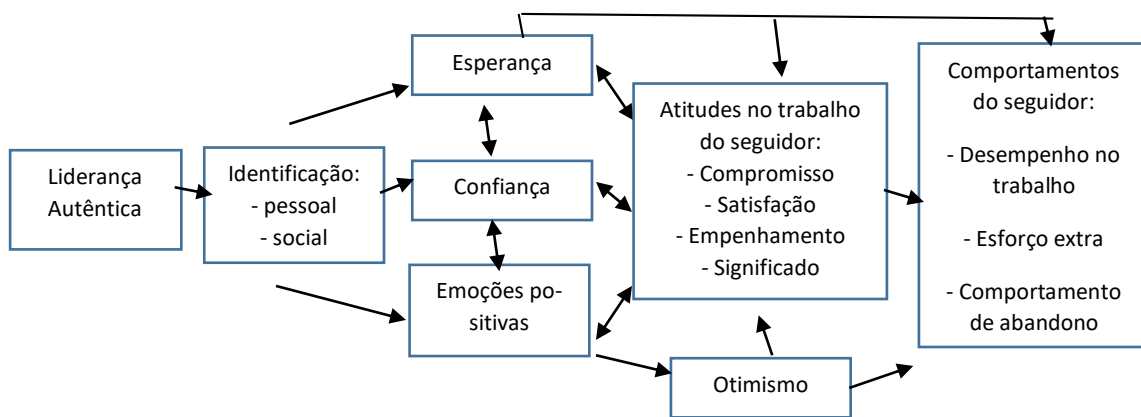 Liderança
Autêntica
Identificação:
- pessoal
- social
Esperança
Confiança
Emoções po-
sitivas
Atitudes no trabalho
do seguidor:
- Compromisso
- Satisfação
- Empenhamento
- Significado
Otimismo
Comportamentos
do seguidor:
- Desempenho no
trabalho
- Esforço extra
- Comportamento
de abandono